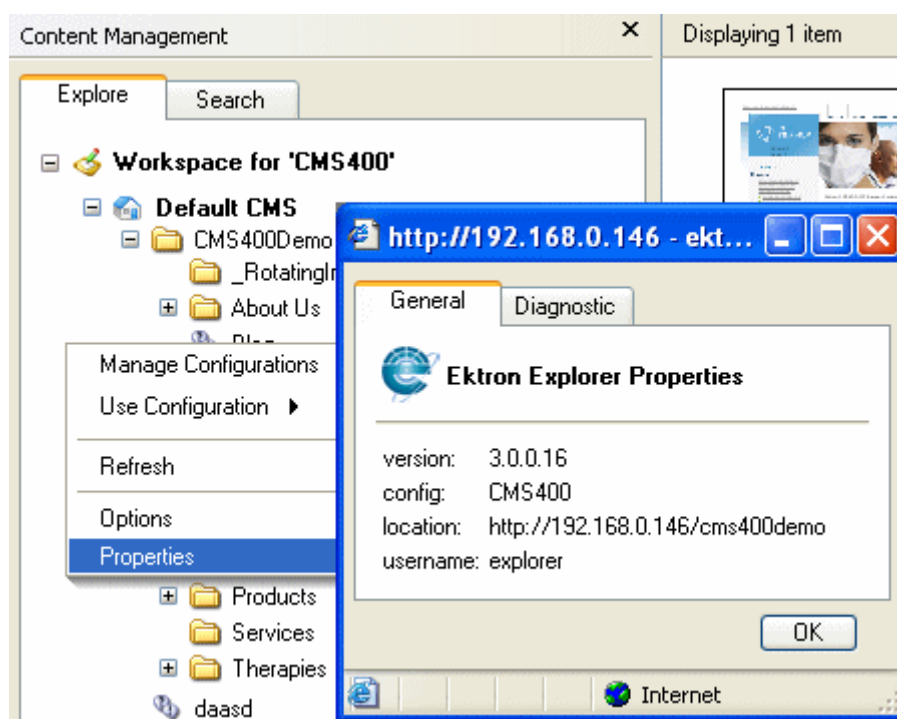 Content Management
Displaying 1 item
Explore
Search
Workspace for 'CMS400'
Default CMS
CMS400Demo
_RotatingIr
About Us
Manage Configurations
Use Configuration
Refresh
Options
Properties
Products
Services
Therapies
daasd
http://192.168.0.146 - ekt...
General
Diagnostic
Ektron Explorer Properties
version: 3.0.0.16
config: CMS400
location: http://192.168.0.146/cms400demo
username: explorer
OK
Internet